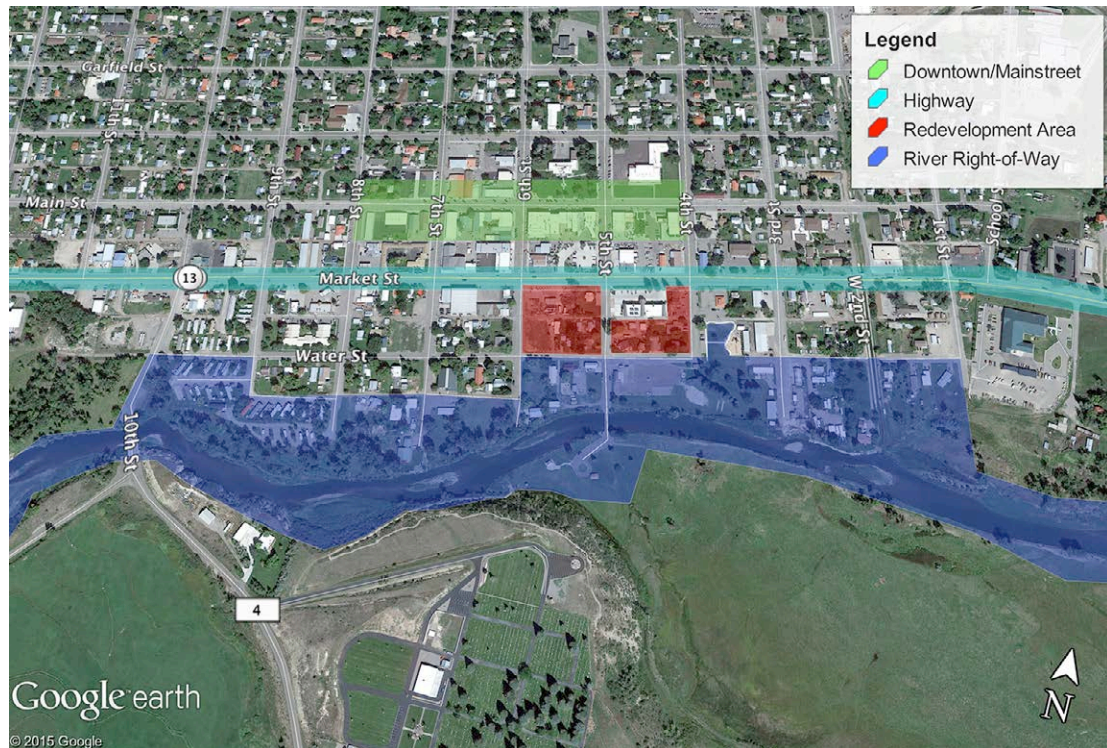 Legend
Downtown/Mainstreet
Highway
Redevelopment Area
River Right-of-Way
Garfield St
11th St
9th St
8th St
7th St
6th St
5th St
4th St
3rd St
W 2nd St
1st St
School St
Main St
13
Market St
Water St
10th St
4
Google earth
© 2015 Google
N